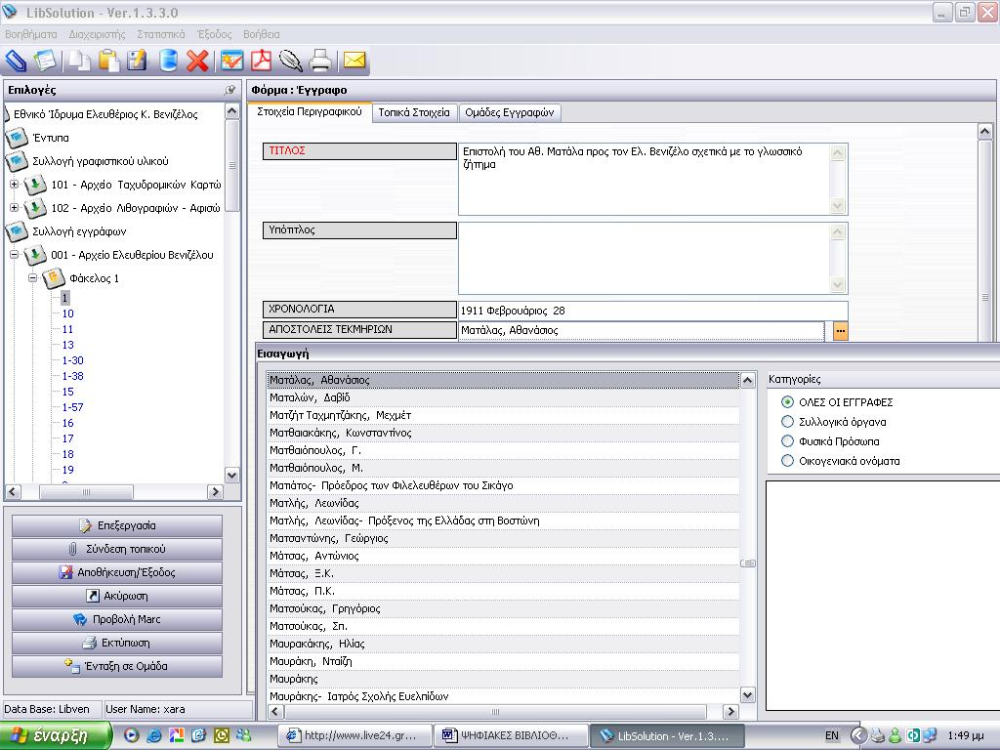 LibSolution - Ver.1.3.3.0
Βοηθήματα Διαχειριστής Στατιστικά Έξοδος Βοήθεια
Επιλογές
Εθνικό Ίδρυμα Ελευθέριος Κ. Βενιζέλος
Έντυπα
Συλλογή γραφιστικού υλικού
101 - Αρχείο Ταχυδρομικών Καρτώ
102 - Αρχείο Λιθογραφιών - Αφισώ
Συλλογή εγγράφων
001 - Αρχείο Ελευθερίου Βενιζέλου
Φάκελος 1
1
10
11
13
1-30
1-38
15
1-57
16
17
18
19
Επεξεργασία
Σύνδεση τοπικού
Αποθήκευση/Έξοδος
Ακύρωση
Προβολή Marc
Εκτύπωση
Ένταξη σε Ομάδα
Data Base: Libven User Name: xara
Φόρμα : Έγγραφο
Στοιχεία Περιγραφικού Τοπικά Στοιχεία Ομάδες Εγγραφών
ΤΙΤΛΟΣ
Επιστολή του Αθ. Ματάλα προς τον Ελ. Βενιζέλο σχετικά με το γλωσσικό
ζήτημα
Υπότιτλος
ΧΡΟΝΟΛΟΓΙΑ 1911 Φεβρουάριος 28
ΑΠΟΣΤΟΛΕΙΣ ΤΕΚΜΗΡΙΩΝ Ματάλας, Αθανάσιος
Εισαγωγή
Ματάλας, Αθανάσιος
Ματαλών, Δαβίδ
Ματζήτ Ταχμητζάκης, Μεχμέτ
Ματθαιακάκης, Κωνσταντίνος
Ματθαιόπουλος, Γ.
Ματθαιόπουλος, Μ.
Ματιάτος- Πρόεδρος των Φιλελευθέρων του Σικάγο
Ματλής, Λεωνίδας
Ματλής, Λεωνίδας- Πρόξενος της Ελλάδας στη Βοστώνη
Ματσαντώνης, Γεώργιος
Μάτσας, Αντώνιος
Μάτσας, Ξ.Κ.
Μάτσας, Π.Κ.
Ματσούκας, Γρηγόριος
Ματσούκας, Σπ.
Μαυρακάκης, Ηλίας
Μαυράκη, Νταίζη
Μαυράκης
Μαυράκης- Ιατρός Σχολής Ευελπίδων
Κατηγορίες
ΟΛΕΣ ΟΙ ΕΓΓΡΑΦΕΣ
Συλλογικά όργανα
Φυσικά Πρόσωπα
Οικογενιακά ονόματα
έναρξη http://www.live24.gr... ΨΗΦΙΑΚΕΣ ΒΙΒΛΙΟΘ... LibSolution - Ver.1.3.... EN 1:49 μμ